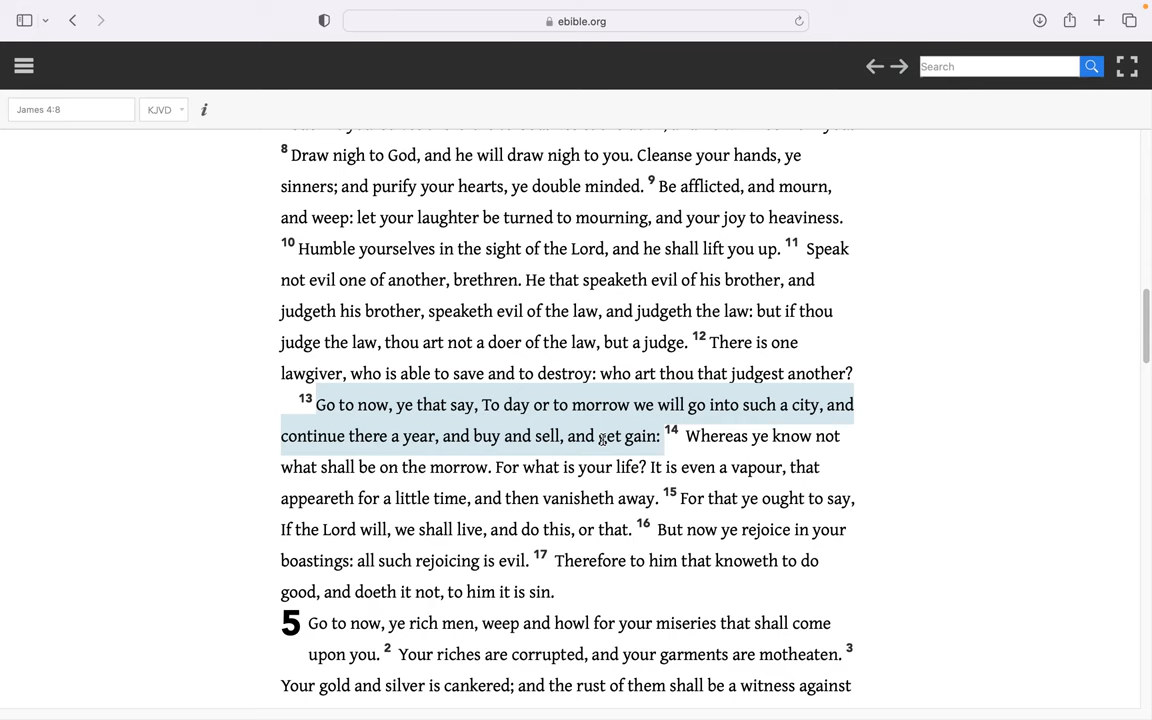 ebible.org
Search
James 4:8 KJVD i
8 Draw nigh to God, and he will draw nigh to you. Cleanse your hands, ye
sinners; and purify your hearts, ye double minded. 9 Be afflicted, and mourn,
and weep: let your laughter be turned to mourning, and your joy to heaviness.
10 Humble yourselves in the sight of the Lord, and he shall lift you up. 11 Speak
not evil one of another, brethren. He that speaketh evil of his brother, and
judgeth his brother, speaketh evil of the law, and judgeth the law: but if thou
judge the law, thou art not a doer of the law, but a judge. 12 There is one
lawgiver, who is able to save and to destroy: who art thou that judgest another?
13 Go to now, ye that say, To day or to morrow we will go into such a city, and
continue there a year, and buy and sell, and get gain: 14 Whereas ye know not
what shall be on the morrow. For what is your life? It is even a vapour, that
appeareth for a little time, and then vanisheth away. 15 For that ye ought to say,
If the Lord will, we shall live, and do this, or that. 16 But now ye rejoice in your
boastings: all such rejoicing is evil. 17 Therefore to him that knoweth to do
good, and doeth it not, to him it is sin.
5 Go to now, ye rich men, weep and howl for your miseries that shall come
upon you. 2 Your riches are corrupted, and your garments are motheaten. 3
Your gold and silver is cankered; and the rust of them shall be a witness against